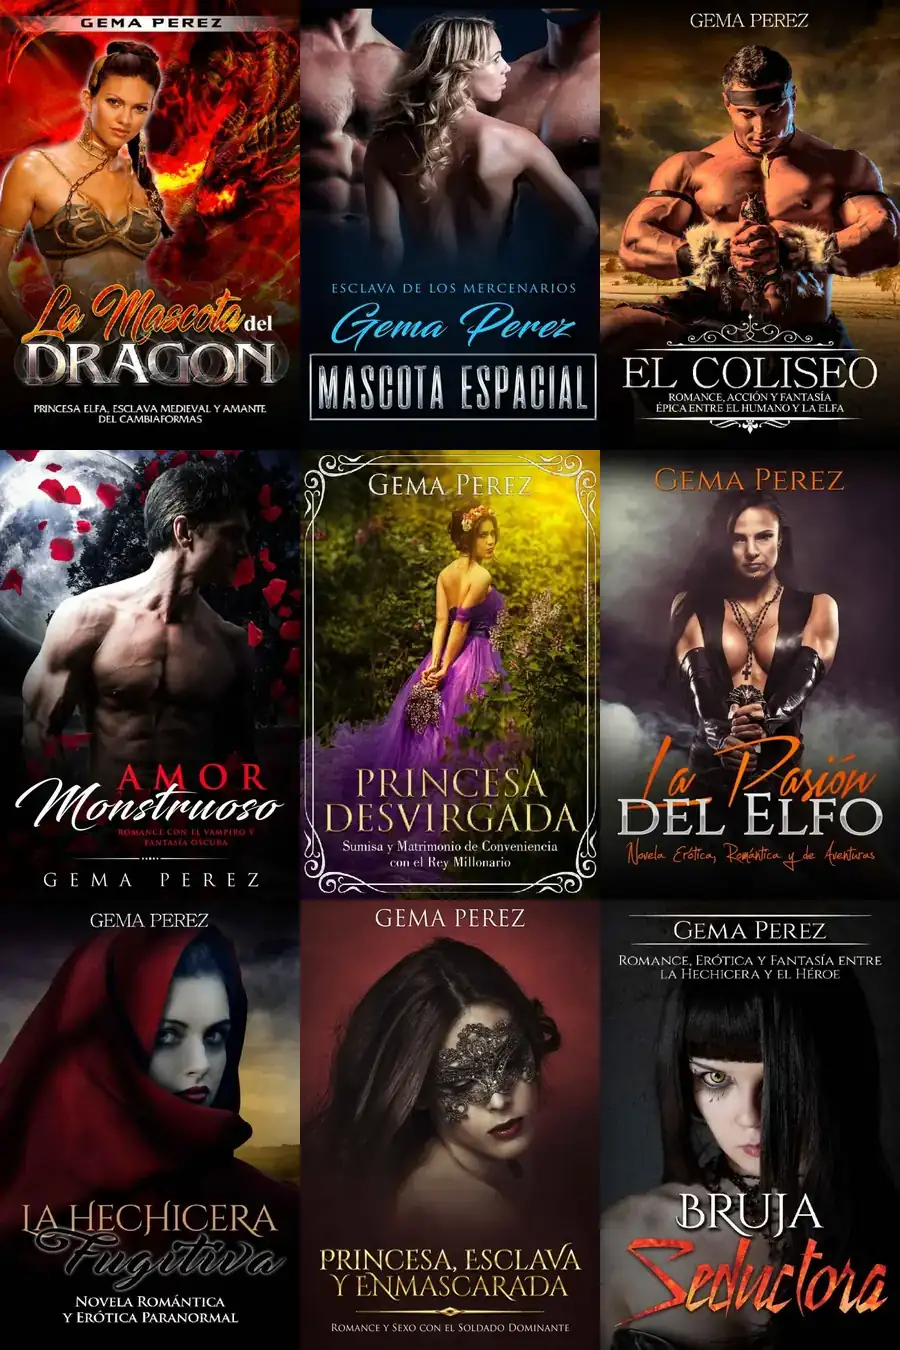 GEMA PEREZ
La Mascota del
DRAGON
PRINCESA ELFA, ESCLAVA MEDIEVAL Y AMANTE
DEL CAMBIAFORMAS
ESCLAVA DE LOS MERCENARIOS
Gema Perez
MASCOTA ESPACIAL
GEMA PEREZ
EL COLISEO
ROMANCE, ACCIÓN Y FANTASÍA
ÉPICA ENTRE EL HUMANO Y LA ELFA
AMOR
Monstruoso
ROMANCE CON EL VAMPIRO Y
FANTASÍA OSCURA
GEMA PEREZ
GEMA PEREZ
PRINCESA
DESVIRGADA
Sumisa y Matrimonio de Conveniencia
con el Rey Millonario
GEMA PEREZ
La Pasión
DEL ELFO
Novela Erótica, Romántica y de Aventuras
GEMA PEREZ
LA HECHICERA
Fugitiva
NOVELA ROMÁNTICA
Y ERÓTICA PARANORMAL
GEMA PEREZ
PRINCESA, ESCLAVA
Y ENMASCARADA
ROMANCE Y SEXO CON EL SOLDADO DOMINANTE
GEMA PEREZ
ROMANCE, ERÓTICA Y FANTASÍA ENTRE
LA HECHICERA Y EL HÉROE
BRUJA
Seductora